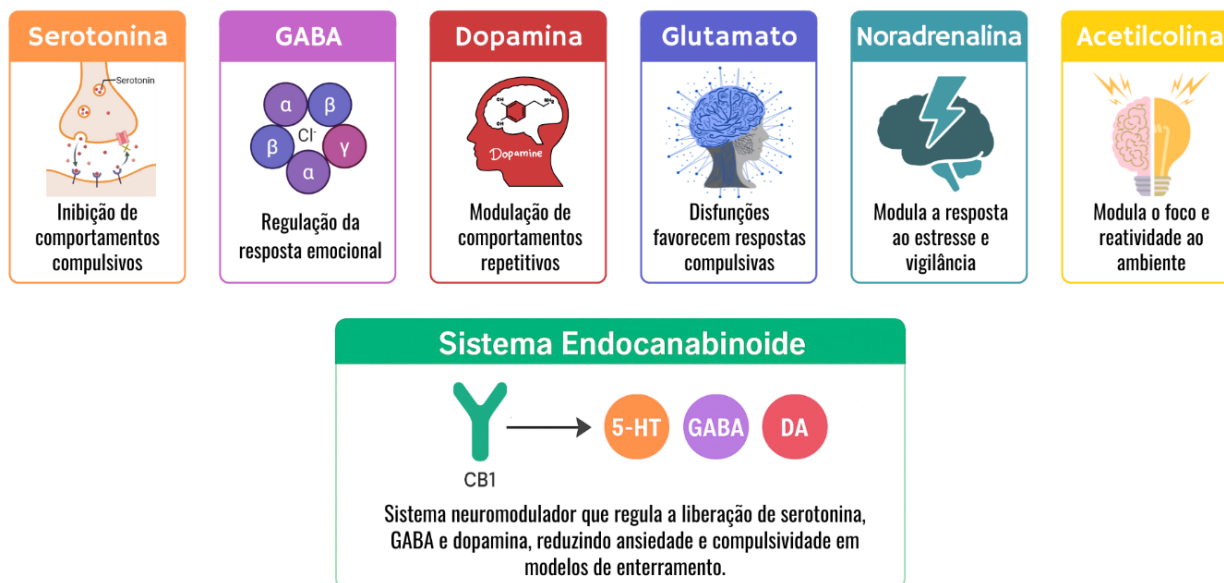 Serotonina
Serotonin
Inibição de
comportamentos
compulsivos
GABA
α
β
β
Cl⁻
γ
α
Regulação da
resposta emocional
Dopamina
OH
OH
NH₂
Dopamine
Modulação de
comportamentos
repetitivos
Glutamato
Disfunções
favorecem respostas
compulsivas
Noradrenalina
Modula a resposta
ao estresse e
vigilância
Acetilcolina
Modula o foco e
reatividade ao
ambiente
Sistema Endocanabinoide
CB1
5-HT GABA DA
Sistema neuromodulador que regula a liberação de serotonina,
GABA e dopamina, reduzindo ansiedade e compulsividade em
modelos de enterramento.